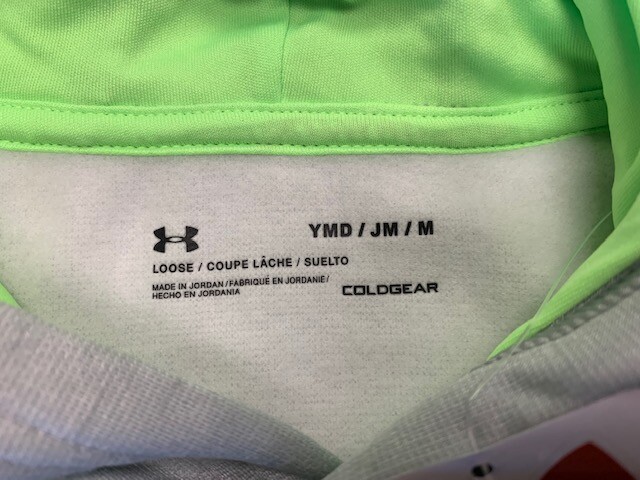 YMD / JM / M
LOOSE / COUPE LÂCHE / SUELTO
MADE IN JORDAN / FABRIQUÉ EN JORDANIE /
HECHO EN JORDANIA
COLDGEAR